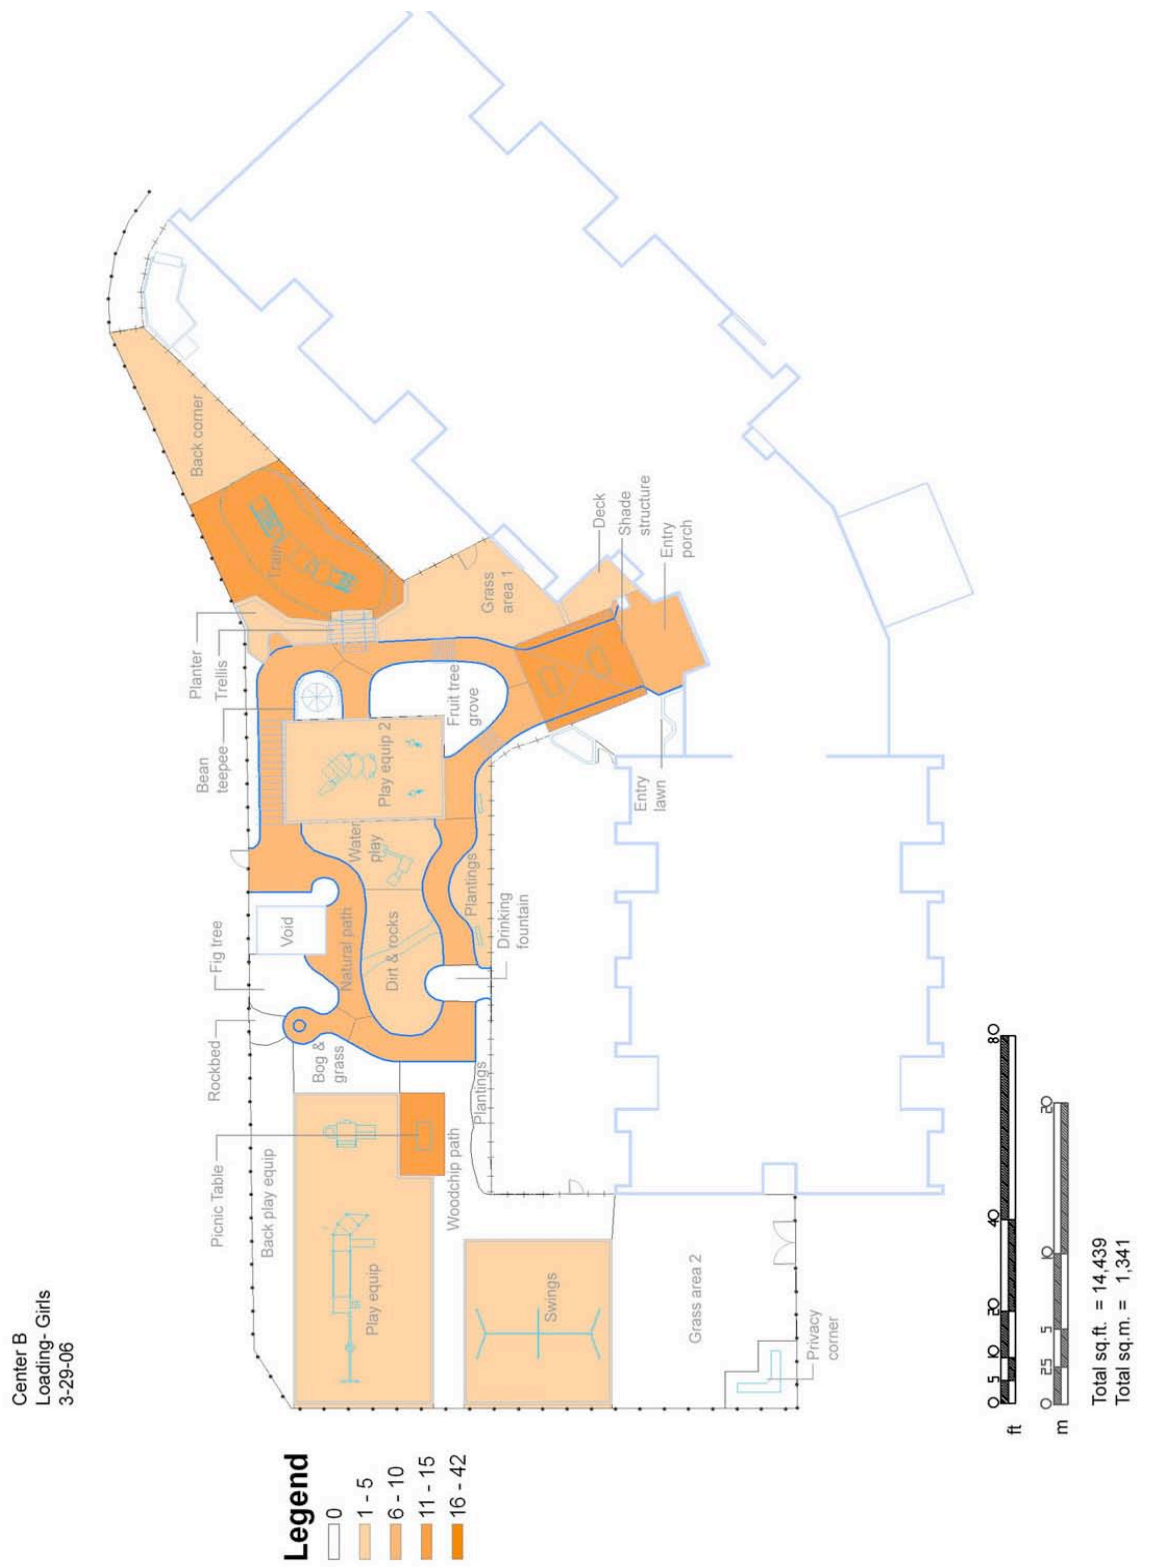 Center B
Loading- Girls
3-29-06
Legend
0
1 - 5
6 - 10
11 - 15
16 - 42
Picnic Table
Rockbed
Fig tree
Bean
teepee
Planter
Trellis
Back corner
Train
Back play equip
Play equip
Bog &
grass
Void
Natural path
Dirt & rocks
Water
play
Play equip 2
Fruit tree
grove
Grass
area 1
Deck
Shade
structure
Entry
porch
Entry
lawn
Woodchip path
Plantings
Plantings
Drinking
fountain
Swings
Grass area 2
Privacy
corner
0 5 10 20 40 80
ft
0 25 5 10 20
m
Total sq.ft. = 14,439
Total sq.m. = 1,341